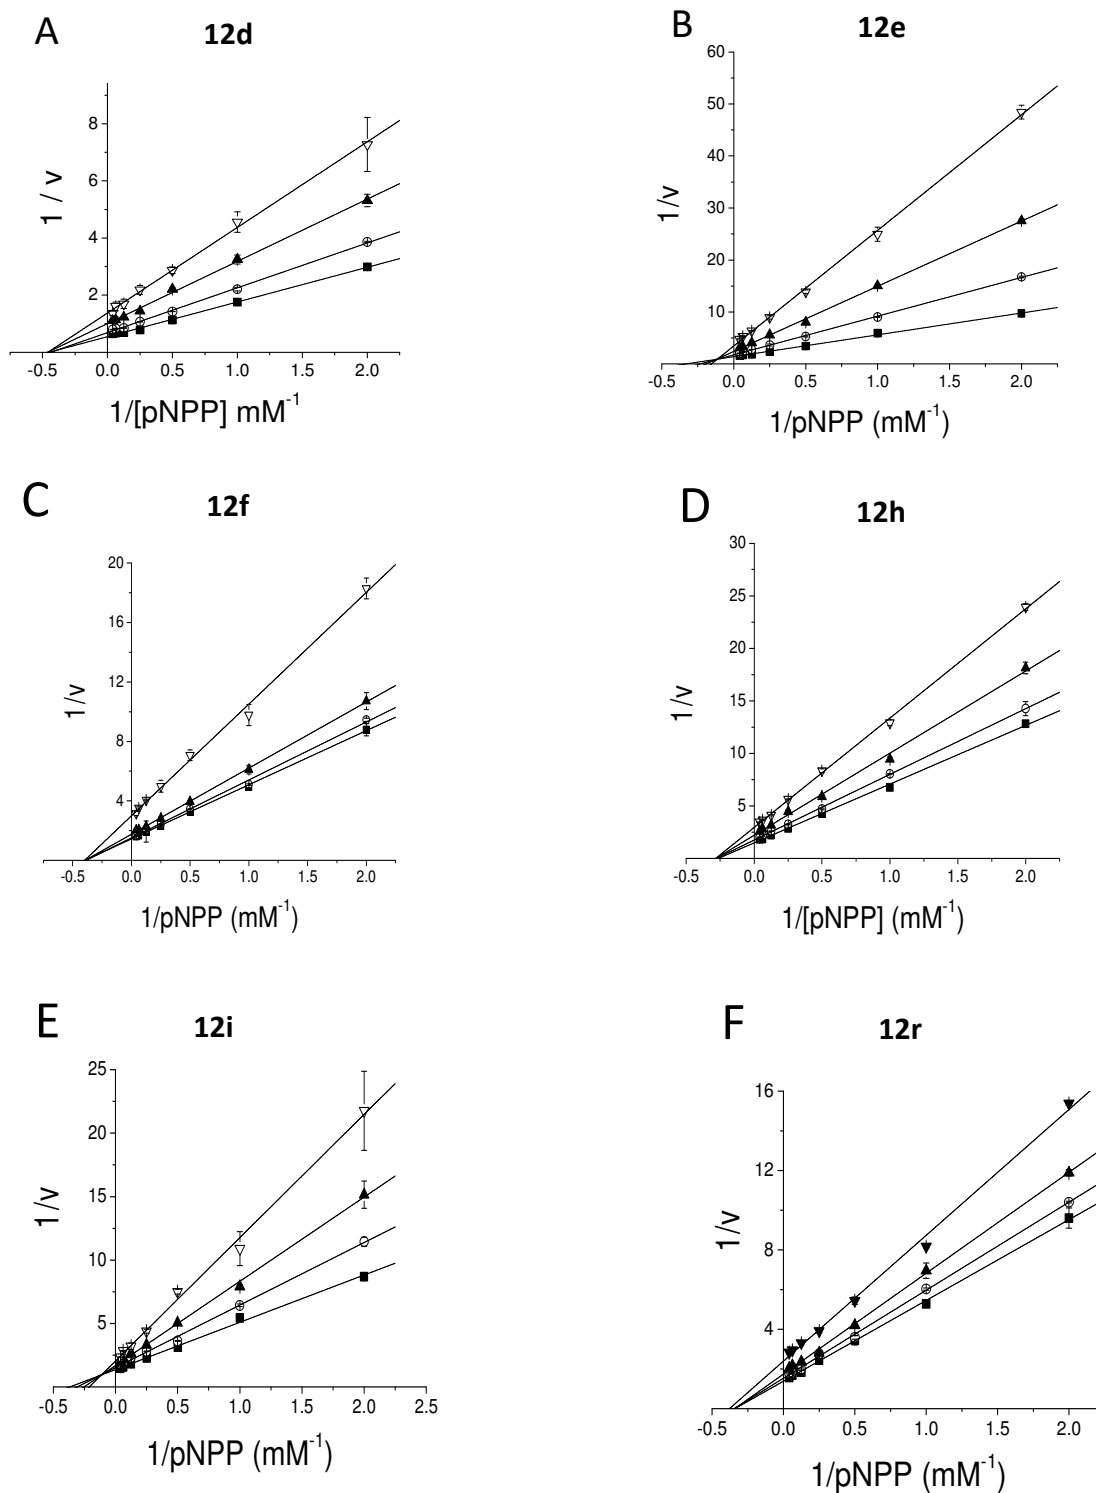 A
12d
8
6
4
2
1 / v
-0.5 0.0 0.5 1.0 1.5 2.0
1/[pNPP] mM⁻¹
B
12e
60
50
40
30
20
10
0
1/v
-0.5 0.0 0.5 1.0 1.5 2.0
1/pNPP (mM⁻¹)
C
12f
20
16
12
8
4
1/v
-0.5 0.0 0.5 1.0 1.5 2.0
1/pNPP (mM⁻¹)
D
12h
30
25
20
15
10
5
1/v
-0.5 0.0 0.5 1.0 1.5 2.0
1/[pNPP] (mM⁻¹)
E
12i
25
20
15
10
5
1/v
-0.5 0.0 0.5 1.0 1.5 2.0 2.5
1/pNPP (mM⁻¹)
F
12r
16
12
8
4
1/v
-0.5 0.0 0.5 1.0 1.5 2.0
1/pNPP (mM⁻¹)